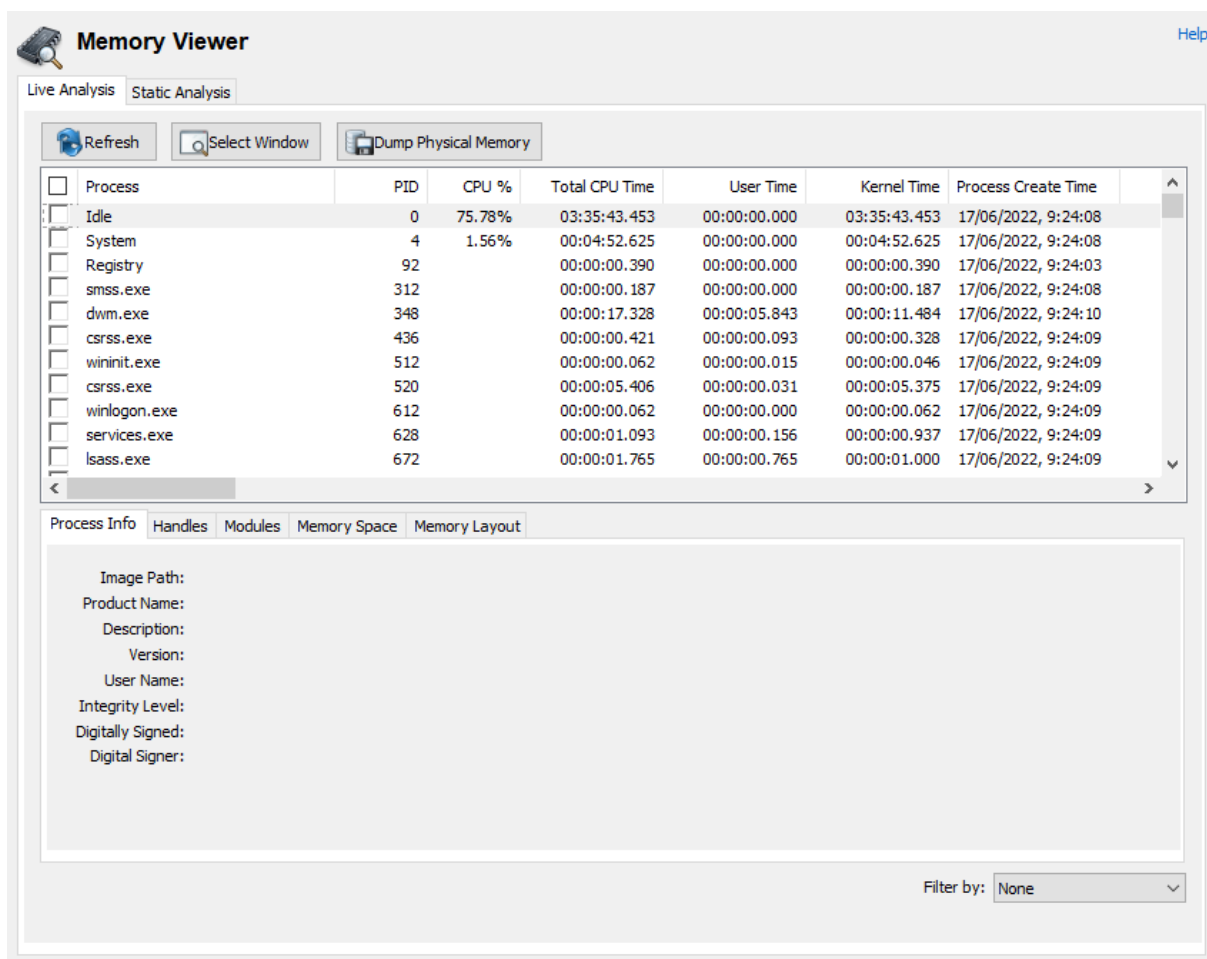 Memory Viewer
Help
Live Analysis Static Analysis
Refresh Select Window Dump Physical Memory
Process PID CPU % Total CPU Time User Time Kernel Time Process Create Time
Idle 0 75.78% 03:35:43.453 00:00:00.000 03:35:43.453 17/06/2022, 9:24:08
System 4 1.56% 00:04:52.625 00:00:00.000 00:04:52.625 17/06/2022, 9:24:08
Registry 92 00:00:00.390 00:00:00.000 00:00:00.390 17/06/2022, 9:24:03
smss.exe 312 00:00:00.187 00:00:00.000 00:00:00.187 17/06/2022, 9:24:08
dwm.exe 348 00:00:17.328 00:00:05.843 00:00:11.484 17/06/2022, 9:24:10
csrss.exe 436 00:00:00.421 00:00:00.093 00:00:00.328 17/06/2022, 9:24:09
wininit.exe 512 00:00:00.062 00:00:00.015 00:00:00.046 17/06/2022, 9:24:09
csrss.exe 520 00:00:05.406 00:00:00.031 00:00:05.375 17/06/2022, 9:24:09
winlogon.exe 612 00:00:00.062 00:00:00.000 00:00:00.062 17/06/2022, 9:24:09
services.exe 628 00:00:01.093 00:00:00.156 00:00:00.937 17/06/2022, 9:24:09
lsass.exe 672 00:00:01.765 00:00:00.765 00:00:01.000 17/06/2022, 9:24:09
Process Info Handles Modules Memory Space Memory Layout
Image Path:
Product Name:
Description:
Version:
User Name:
Integrity Level:
Digitally Signed:
Digital Signer:
Filter by: None